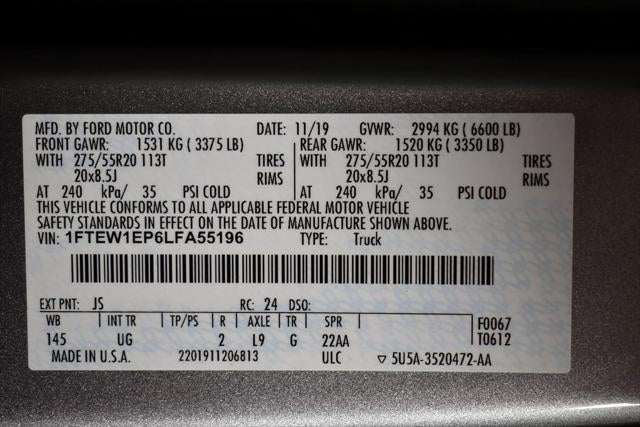 MFD. BY FORD MOTOR CO. DATE: 11/19 GVWR: 2994 KG ( 6600 LB)
FRONT GAWR: 1531 KG ( 3375 LB) REAR GAWR: 1520 KG ( 3350 LB)
WITH 275/55R20 113T TIRES WITH 275/55R20 113T TIRES
20x8.5J RIMS 20x8.5J RIMS
AT 240 kPa/ 35 PSI COLD AT 240 kPa/ 35 PSI COLD
THIS VEHICLE CONFORMS TO ALL APPLICABLE FEDERAL MOTOR VEHICLE
SAFETY STANDARDS IN EFFECT ON THE DATE OF MANUFACTURE SHOWN ABOVE.
VIN: 1FTEW1EP6LFA55196 TYPE: Truck
EXT PNT: JS RC: 24 DSO:
WB INT TR TP/PS R AXLE TR SPR F0067
145 UG 2 L9 G 22AA T0612
MADE IN U.S.A. 2201911206813 ULC ▽ 5U5A-3520472-AA